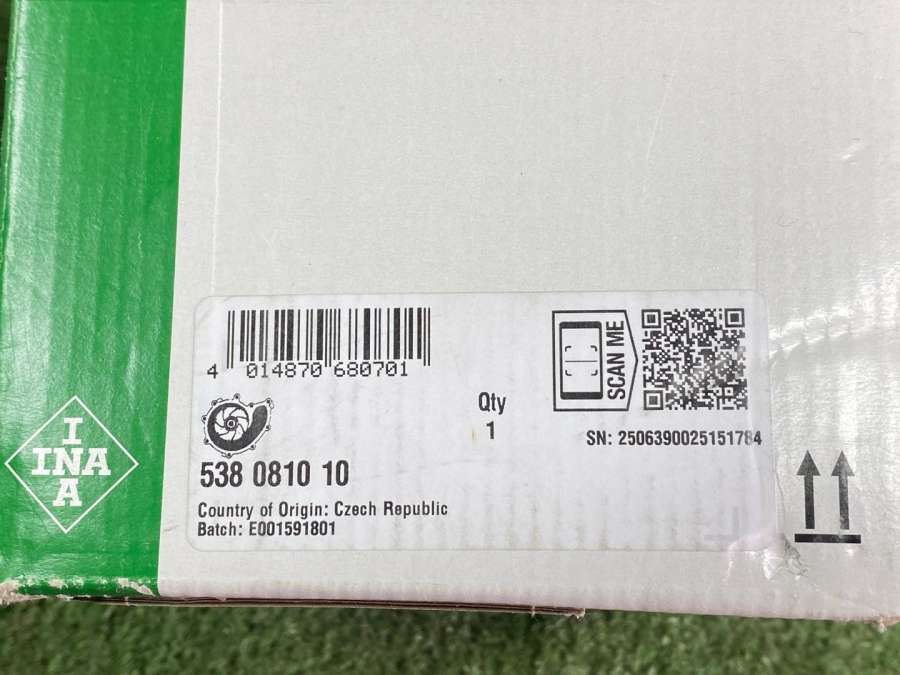 4 014870 680701
SCAN ME
Qty
1
SN: 2506390025151784
538 0810 10
Country of Origin: Czech Republic
Batch: E001591801
I
INA
A